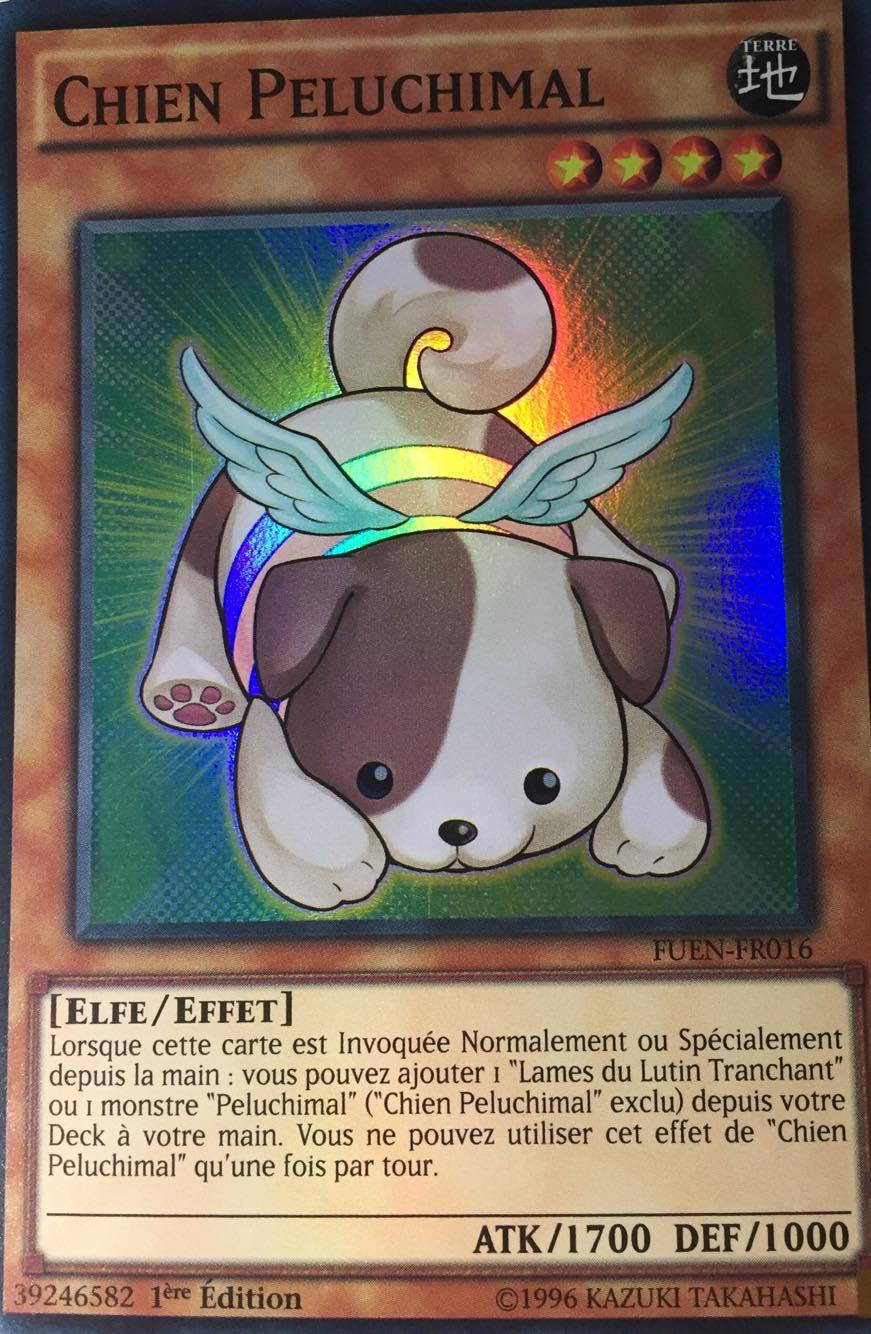 CHIEN PELUCHIMAL
TERRE
地
FUEN-FR016
[ELFE/EFFET]
Lorsque cette carte est Invoquée Normalement ou Spécialement
depuis la main : vous pouvez ajouter 1 "Lames du Lutin Tranchant"
ou 1 monstre "Peluchimal" ("Chien Peluchimal" exclu) depuis votre
Deck à votre main. Vous ne pouvez utiliser cet effet de "Chien
Peluchimal" qu'une fois par tour.
ATK/1700 DEF/1000
39246582 1ère Édition ©1996 KAZUKI TAKAHASHI